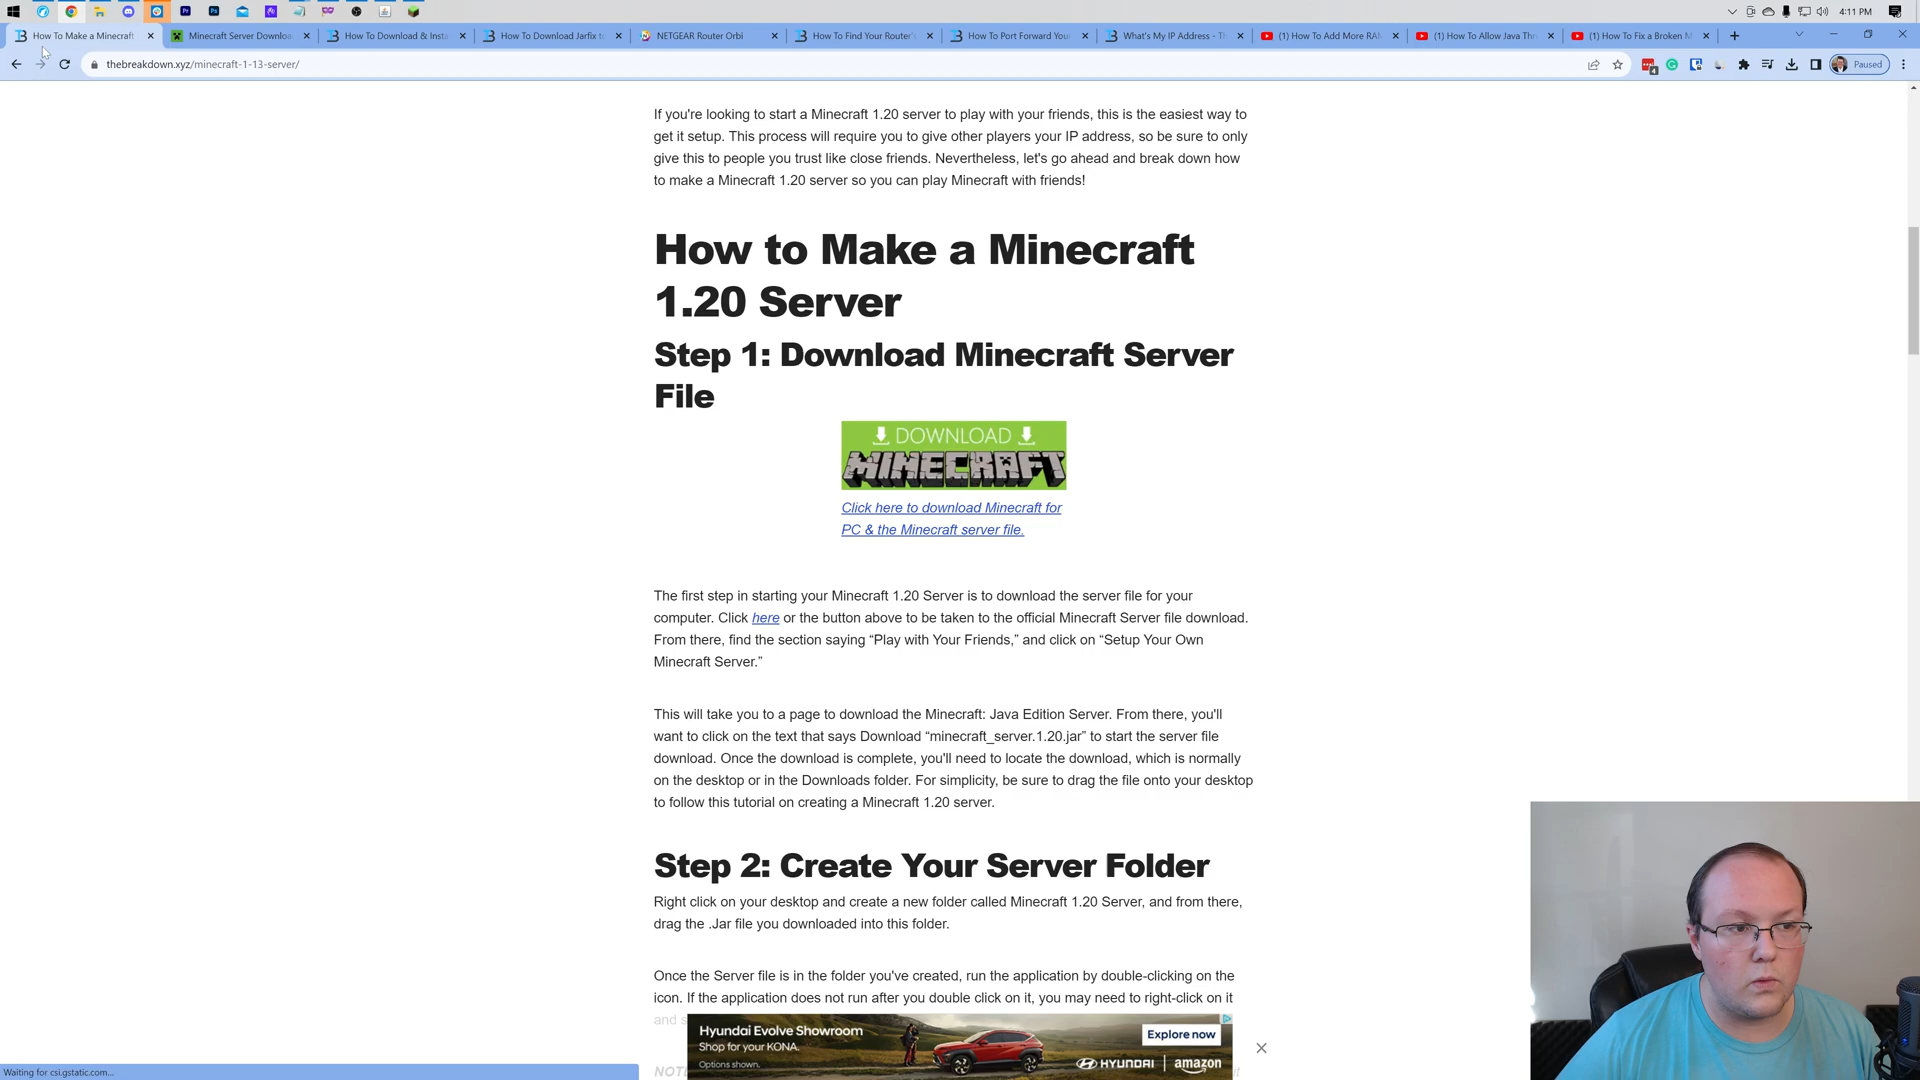 4:11 PM
How To Make a Minecraft
Minecraft Server Downloa
How To Download & Insta
How To Download Jarfix t
NETGEAR Router Orbi
How To Find Your Router'
How To Port Forward You
What's My IP Address - Th
(1) How To Add More RAM
(1) How To Allow Java Thr
(1) How To Fix a Broken M
thebreakdown.xyz/minecraft-1-13-server/
4
Paused
If you're looking to start a Minecraft 1.20 server to play with your friends, this is the easiest way to
get it setup. This process will require you to give other players your IP address, so be sure to only
give this to people you trust like close friends. Nevertheless, let's go ahead and break down how
to make a Minecraft 1.20 server so you can play Minecraft with friends!
How to Make a Minecraft
1.20 Server
Step 1: Download Minecraft Server
File
DOWNLOAD
MINECRAFT
Click here to download Minecraft for
PC & the Minecraft server file.
The first step in starting your Minecraft 1.20 Server is to download the server file for your
computer. Click here or the button above to be taken to the official Minecraft Server file download.
From there, find the section saying “Play with Your Friends,” and click on “Setup Your Own
Minecraft Server.”
This will take you to a page to download the Minecraft: Java Edition Server. From there, you'll
want to click on the text that says Download “minecraft_server.1.20.jar” to start the server file
download. Once the download is complete, you'll need to locate the download, which is normally
on the desktop or in the Downloads folder. For simplicity, be sure to drag the file onto your desktop
to follow this tutorial on creating a Minecraft 1.20 server.
Step 2: Create Your Server Folder
Right click on your desktop and create a new folder called Minecraft 1.20 Server, and from there,
drag the .Jar file you downloaded into this folder.
Once the Server file is in the folder you've created, run the application by double-clicking on the
icon. If the application does not run after you double click on it, you may need to right-click on it
Hyundai Evolve Showroom
Shop for your KONA.
Options shown.
Explore now
HYUNDAI
amazon
Waiting for csi.gstatic.com...